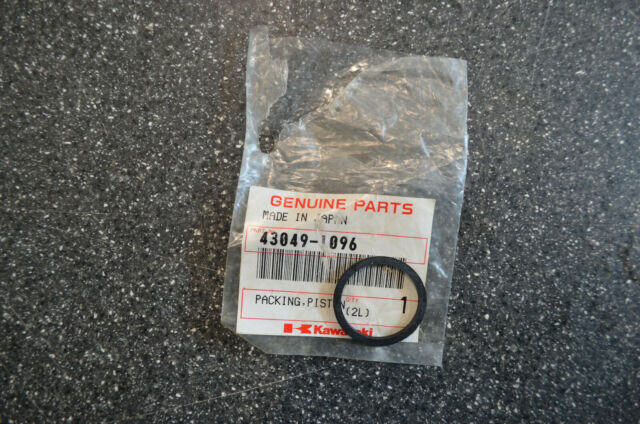 GENUINE PARTS
MADE IN JAPAN
43049-1096
PACKING,PISTON
(2L)
1
Kawasaki